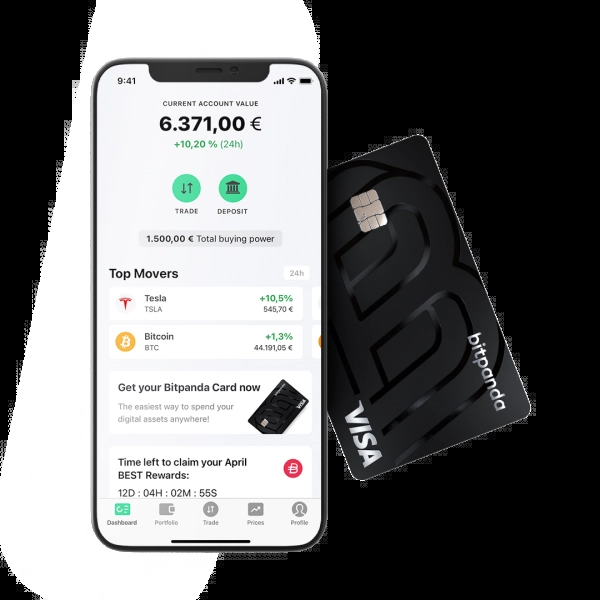 9:41
CURRENT ACCOUNT VALUE
6.371,00 €
+10,20 % (24h)
TRADE
DEPOSIT
1.500,00 € Total buying power
Top Movers
24h
Tesla
+10,5%
TSLA
545,70 €
Bitcoin
+1,3%
BTC
44.191,05 €
Get your Bitpanda Card now
The easiest way to spend your
digital assets anywhere!
VISA
Time left to claim your April
BEST Rewards:
12D : 04H : 02M : 55S
Dashboard
Portfolio
Trade
Prices
Profile
bitpanda
VISA